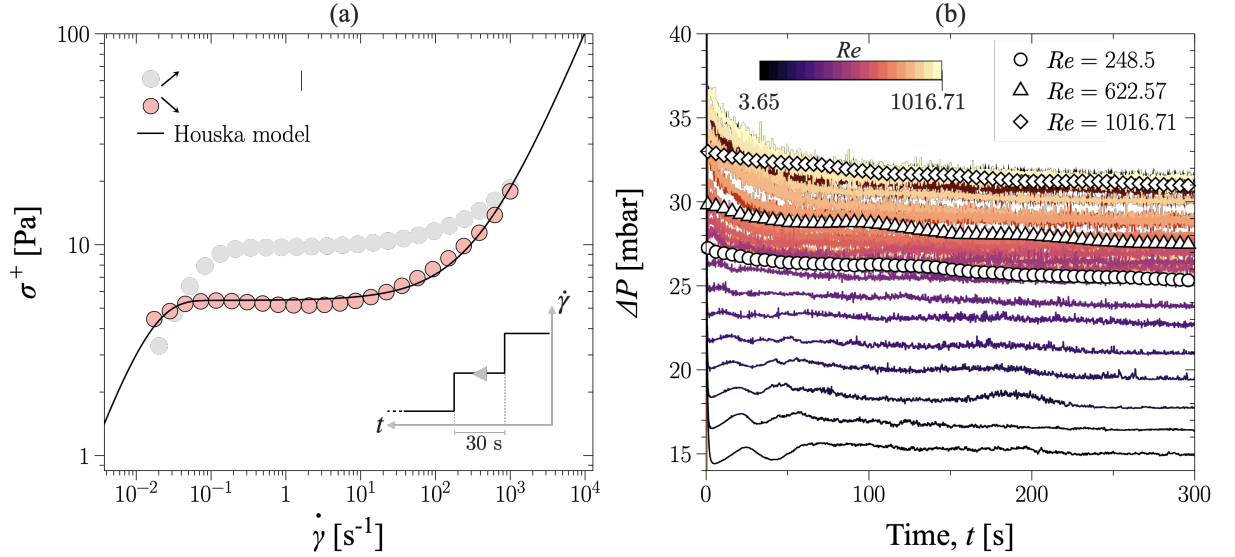 (a)
100
10
1
σ⁺ [Pa]
Houska model
γ̇
t
30 s
10⁻² 10⁻¹ 1 10¹ 10² 10³ 10⁴
γ̇ [s⁻¹]
(b)
40
35
30
25
20
15
ΔP [mbar]
Re
3.65 1016.71
Re = 248.5
Re = 622.57
Re = 1016.71
0 100 200 300
Time, t [s]